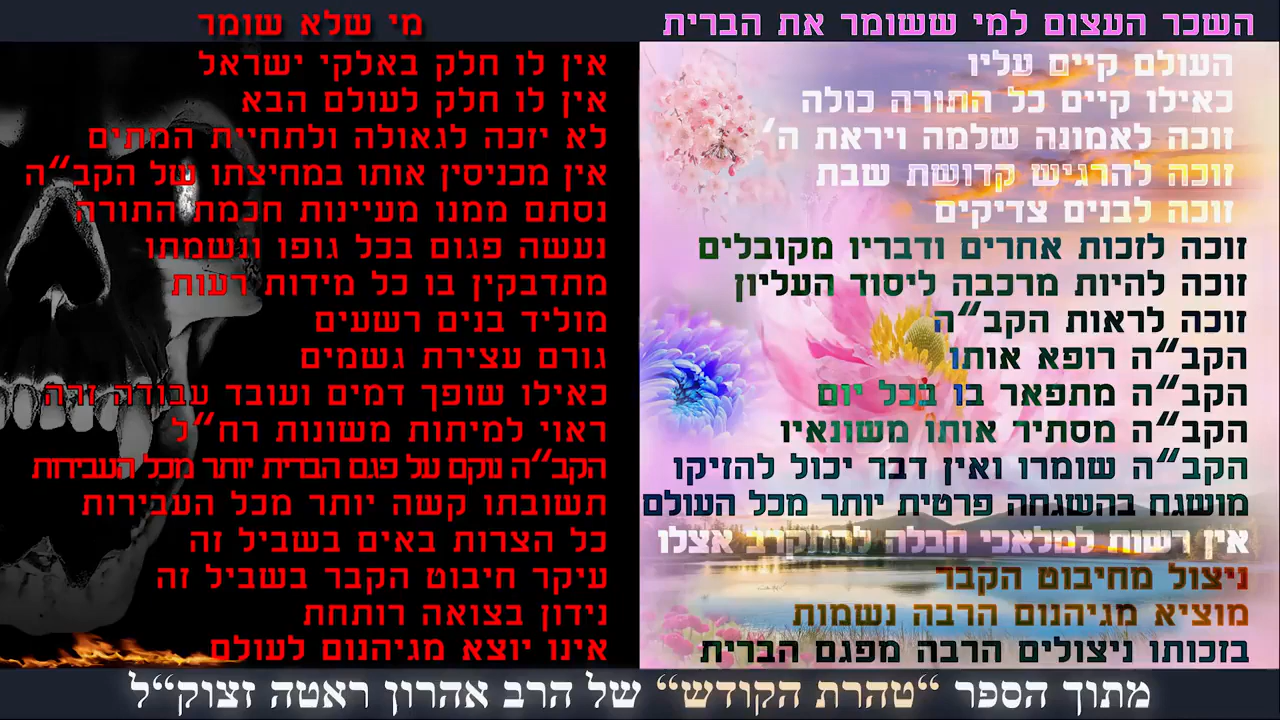 השכר העצום למי ששומר את הברית
העולם קיים עליו
כאילו קיים כל התורה כולה
זוכה לאמונה שלמה ויראת ה׳
זוכה להרגיש קדושת שבת
זוכה לבנים צדיקים
זוכה לזכות אחרים ודבריו מקובלים
זוכה להיות מרכבה ליסוד העליון
זוכה לראות הקב״ה
הקב״ה רופא אותו
הקב״ה מתפאר בו בכל יום
הקב״ה מסתיר אותו משונאיו
הקב״ה שומרו ואין דבר יכול להזיקו
מושגח בהשגחה פרטית יותר מכל העולם
אין רשות למלאכי חבלה להתקרב אצלו
ניצול מחיבוט הקבר
מוציא מגיהנום הרבה נשמות
בזכותו ניצולים הרבה מפגם הברית
מי שלא שומר
אין לו חלק באלקי ישראל
אין לו חלק לעולם הבא
לא יזכה לגאולה ולתחיית המתים
אין מכניסין אותו במחיצתו של הקב״ה
נסתם ממנו מעיינות חכמת התורה
נעשה פגום בכל גופו ונשמתו
מתדבקין בו כל מידות רעות
מוליד בנים רשעים
גורם עצירת גשמים
כאילו שופך דמים ועובד עבודה זרה
ראוי למיתות משונות רח״ל
הקב״ה נוקם על פגם הברית יותר מכל העבירות
תשובתו קשה יותר מכל העבירות
כל הצרות באים בשביל זה
עיקר חיבוט הקבר בשביל זה
נידון בצואה רותחת
אינו יוצא מגיהנום לעולם
מתוך הספר “טהרת הקודש“ של הרב אהרון ראטה זצוק“ל